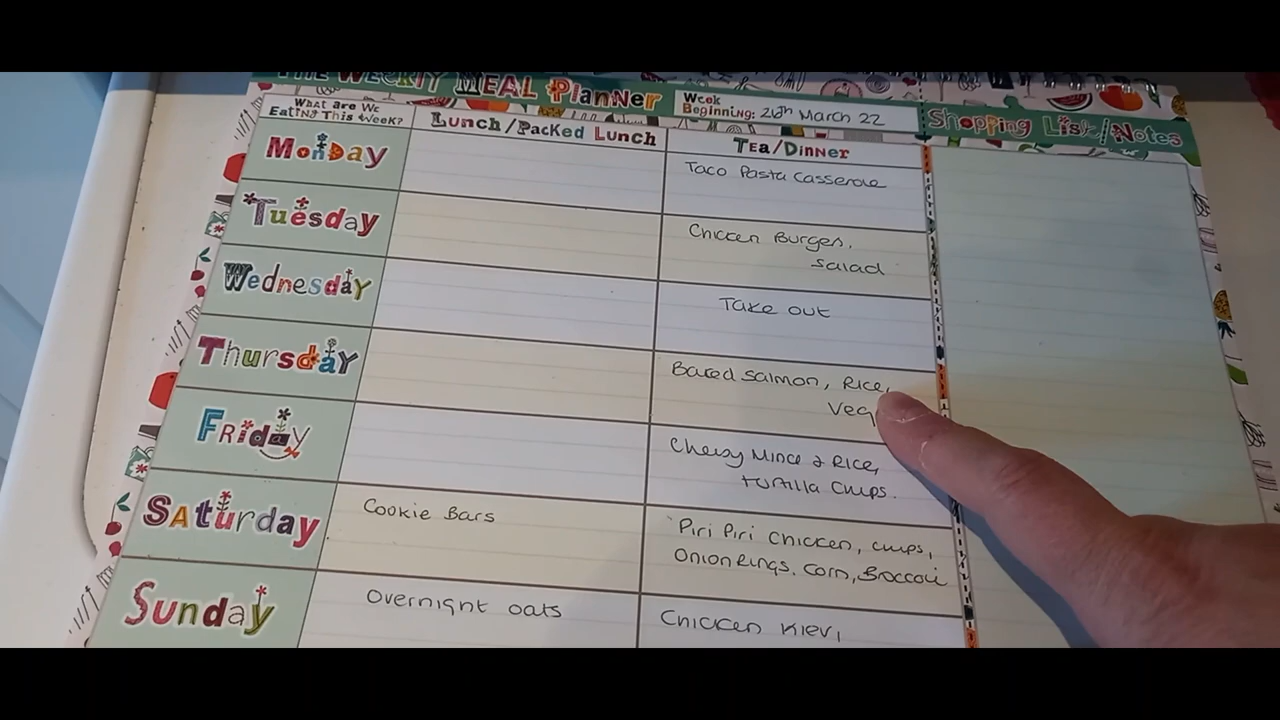 THE WEEKLY MEAL PLANNER
Week
Beginning: 26th March 22
Shopping List/Notes
What are We
Eating This Week?
Lunch/Packed Lunch
Tea/Dinner
Monday
Taco Pasta Casserole
Tuesday
Chicken Burgers,
Salad
Wednesday
Take out
Thursday
Baked Salmon, Rice,
Veg
Friday
Cheesy Mince & Rice,
tortilla chips.
Saturday
Cookie Bars
Piri Piri Chicken, chips,
Onion Rings. Corn, Broccoli
Sunday
Overnight oats
Chicken Kiev,